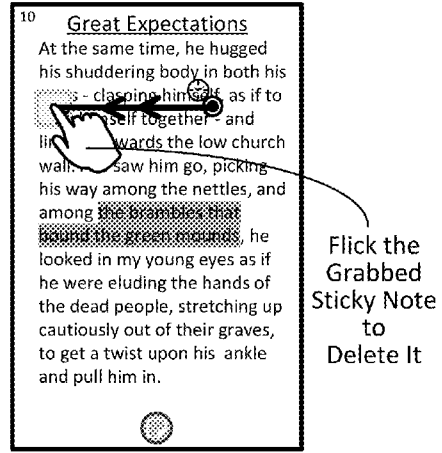 10
Great Expectations
At the same time, he hugged
his shuddering body in both his
s - clasping himself, as if to
self together - and
wards the low church
wall. saw him go, picking
his way among the nettles, and
among the brambles that
bound the green mounds, he
looked in my young eyes as if
he were eluding the hands of
the dead people, stretching up
cautiously out of their graves,
to get a twist upon his ankle
and pull him in.
Flick the
Grabbed
Sticky Note
to
Delete It